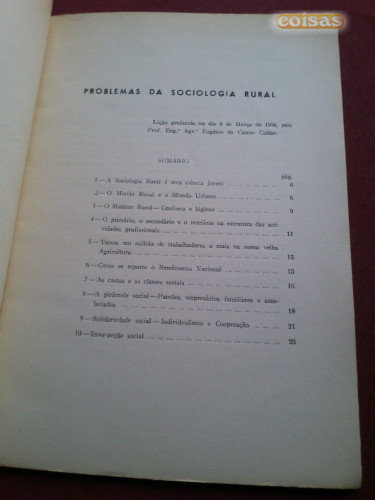 coisas
PROBLEMAS DA SOCIOLOGIA RURAL
Lição proferida no dia 6 de Março de 1956, pelo
Prof. Eng.º Agr.º Eugénio de Castro Caldas
SUMÁRIO
pág.
1—A Sociologia Rural é uma ciência jovem 6
2—O Mundo Rural e o Mundo Urbano 8
3—O Habitat Rural—Conforto e higiene 9
4—O primário, o secundário e o terciário na estrutura das acti-
vidades profissionais 11
5—Temos um milhão de trabalhadores a mais na nossa velha
Agricultura 13
6—Como se reparte o Rendimento Nacional 15
7—As castas e as classes sociais 16
8—A pirâmide social—Patrões, empresários familiares e assa-
lariados 18
9—Solidariedade social—Individualismo e Cooperação 21
10—Inter-acção social 23